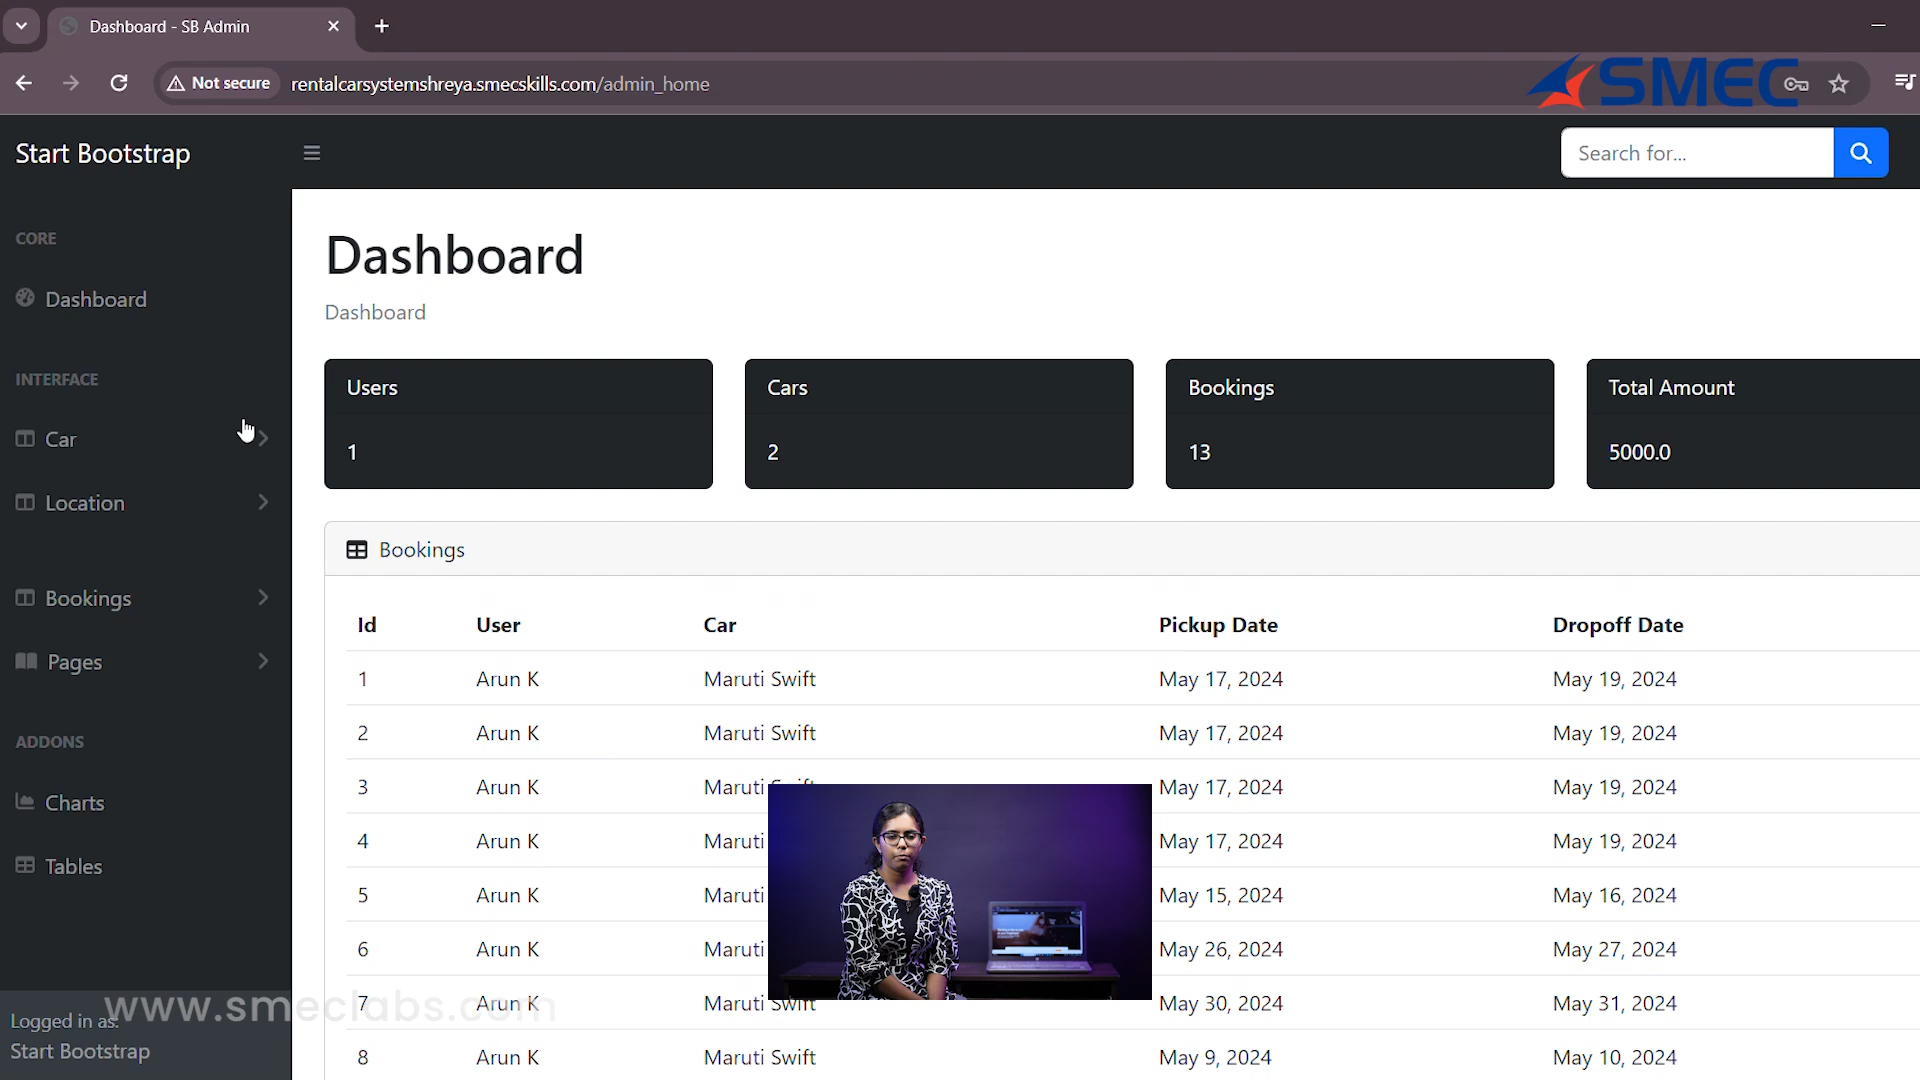 Dashboard - SB Admin
Not secure rentalcarsystemshreya.smecskills.com/admin_home
SMEC
Start Bootstrap
Search for...
CORE
Dashboard
INTERFACE
Car
Location
Bookings
Pages
ADDONS
Charts
Tables
Logged in as:
Start Bootstrap
www.smeclabs.com
Dashboard
Dashboard
Users Cars Bookings Total Amount
1 2 13 5000.0
Bookings
Id User Car Pickup Date Dropoff Date
1 Arun K Maruti Swift May 17, 2024 May 19, 2024
2 Arun K Maruti Swift May 17, 2024 May 19, 2024
3 Arun K Maruti Swift May 17, 2024 May 19, 2024
4 Arun K Maruti May 17, 2024 May 19, 2024
5 Arun K Maruti May 15, 2024 May 16, 2024
6 Arun K Maruti May 26, 2024 May 27, 2024
7 Arun K Maruti Swift May 30, 2024 May 31, 2024
8 Arun K Maruti Swift May 9, 2024 May 10, 2024